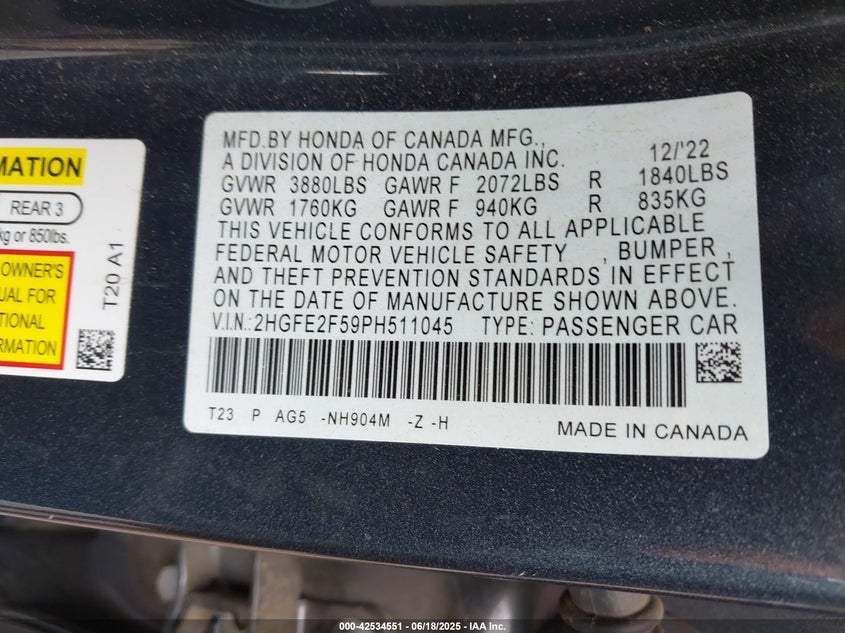 MATION
REAR 3
kg or 850lbs.
OWNER'S
UAL FOR
TIONAL
RMATION
T20 A1
MFD.BY HONDA OF CANADA MFG.,
A DIVISION OF HONDA CANADA INC. 12/'22
GVWR 3880LBS GAWR F 2072LBS R 1840LBS
GVWR 1760KG GAWR F 940KG R 835KG
THIS VEHICLE CONFORMS TO ALL APPLICABLE
FEDERAL MOTOR VEHICLE SAFETY , BUMPER ,
AND THEFT PREVENTION STANDARDS IN EFFECT
ON THE DATE OF MANUFACTURE SHOWN ABOVE.
V.I.N.:2HGFE2F59PH511045 TYPE: PASSENGER CAR
T23 P AG5 -NH904M -Z -H
MADE IN CANADA
000-42534551 | 06/18/2025 | IAA Inc.